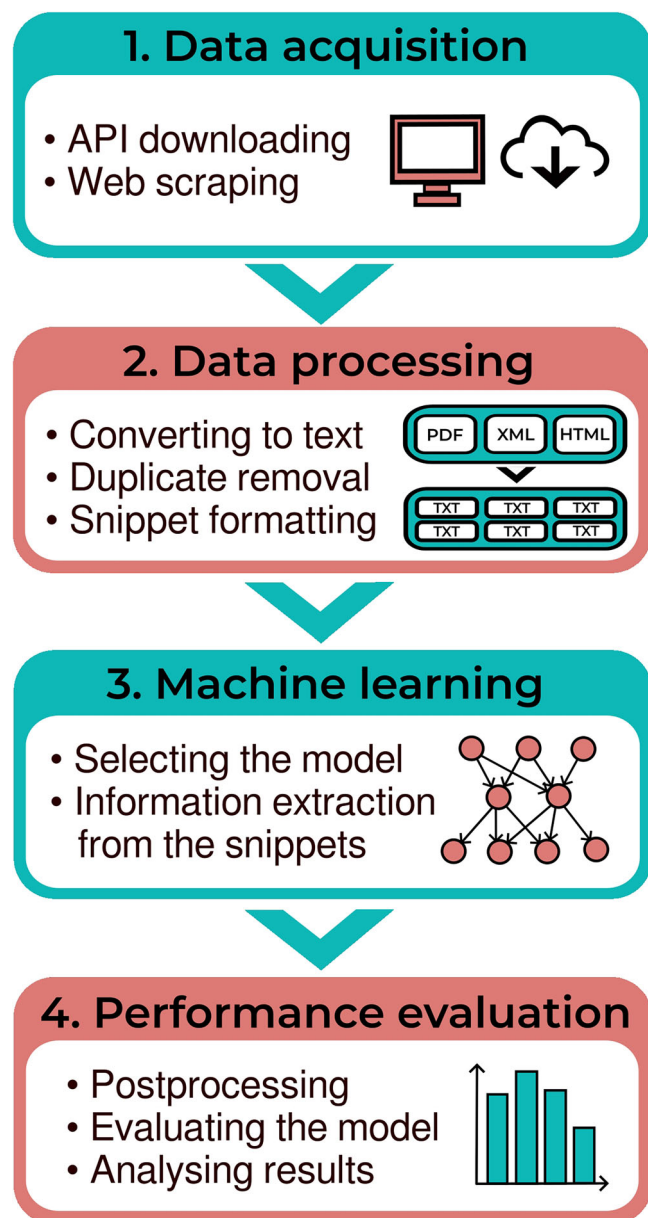 1. Data acquisition
• API downloading
• Web scraping
2. Data processing
• Converting to text
• Duplicate removal
• Snippet formatting
PDF XML HTML
TXT TXT TXT
TXT TXT TXT
3. Machine learning
• Selecting the model
• Information extraction
from the snippets
4. Performance evaluation
• Postprocessing
• Evaluating the model
• Analysing results